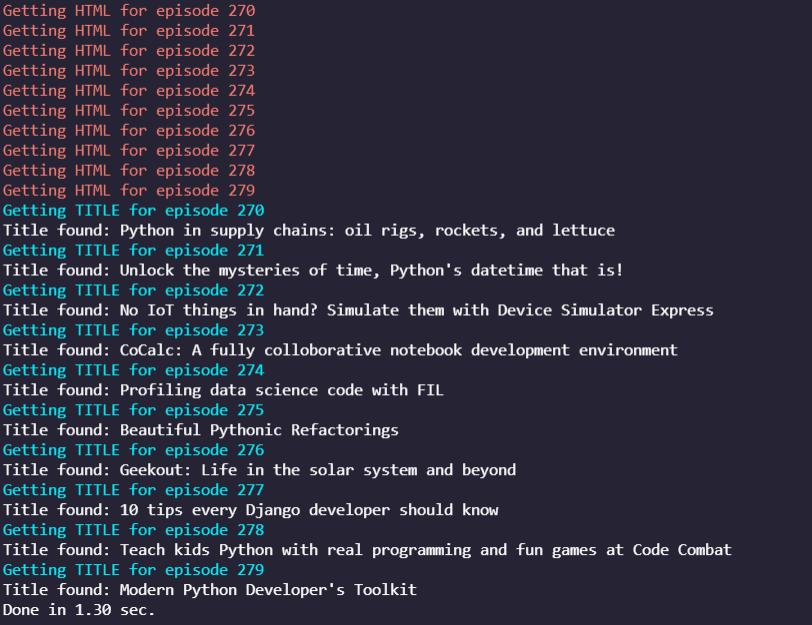 Getting HTML for episode 270
Getting HTML for episode 271
Getting HTML for episode 272
Getting HTML for episode 273
Getting HTML for episode 274
Getting HTML for episode 275
Getting HTML for episode 276
Getting HTML for episode 277
Getting HTML for episode 278
Getting HTML for episode 279
Getting TITLE for episode 270
Title found: Python in supply chains: oil rigs, rockets, and lettuce
Getting TITLE for episode 271
Title found: Unlock the mysteries of time, Python's datetime that is!
Getting TITLE for episode 272
Title found: No IoT things in hand? Simulate them with Device Simulator Express
Getting TITLE for episode 273
Title found: CoCalc: A fully colloborative notebook development environment
Getting TITLE for episode 274
Title found: Profiling data science code with FIL
Getting TITLE for episode 275
Title found: Beautiful Pythonic Refactorings
Getting TITLE for episode 276
Title found: Geekout: Life in the solar system and beyond
Getting TITLE for episode 277
Title found: 10 tips every Django developer should know
Getting TITLE for episode 278
Title found: Teach kids Python with real programming and fun games at Code Combat
Getting TITLE for episode 279
Title found: Modern Python Developer's Toolkit
Done in 1.30 sec.